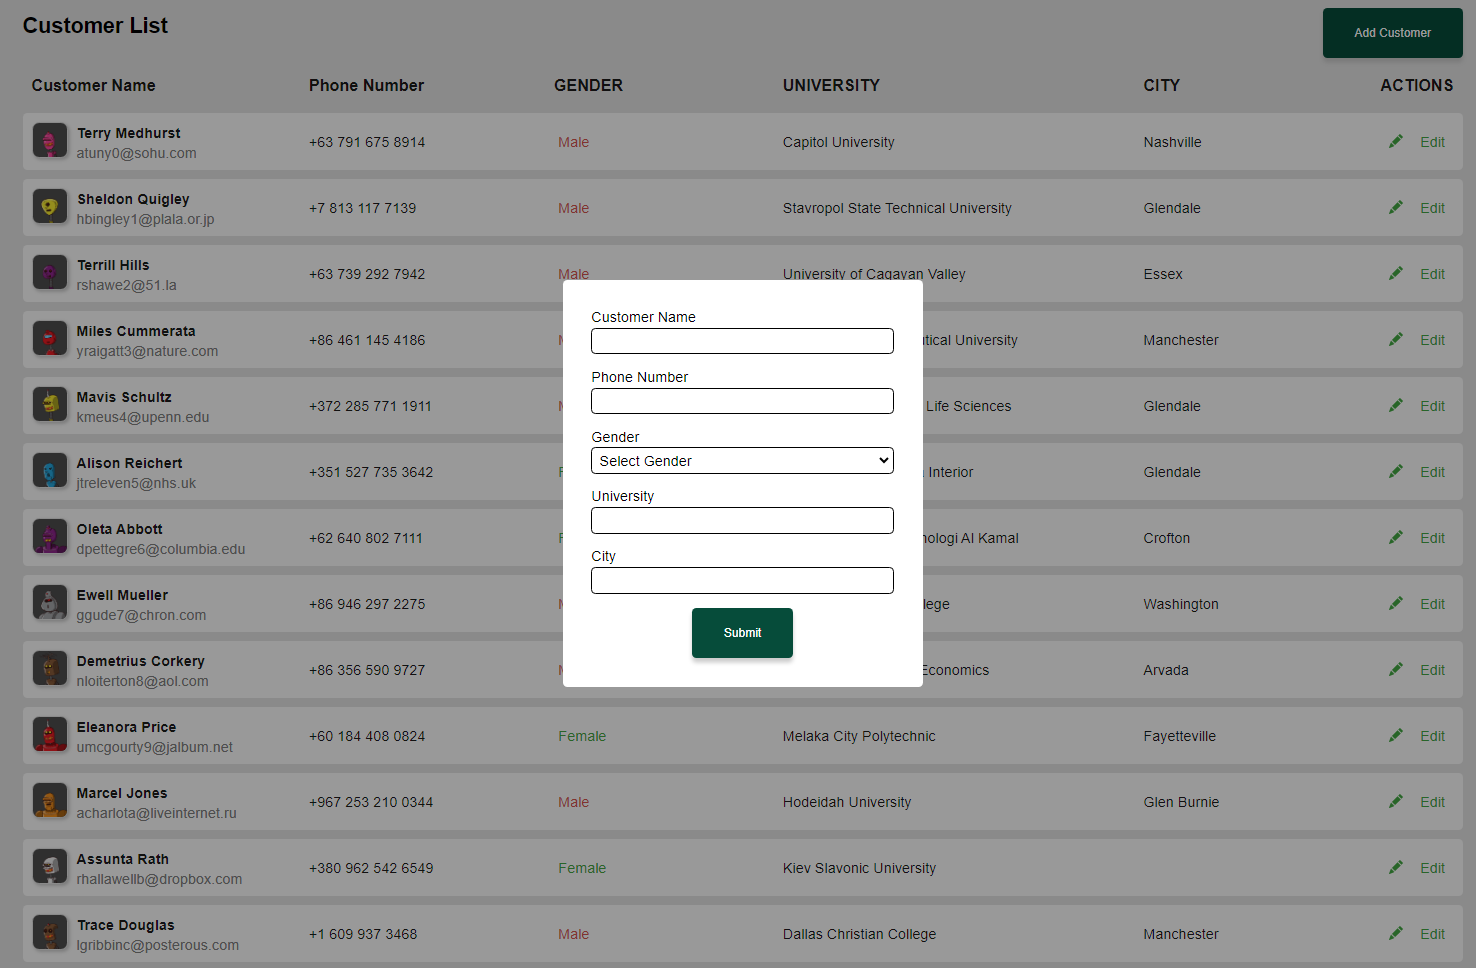 Customer List
Add Customer
Customer Name Phone Number GENDER UNIVERSITY CITY ACTIONS
Terry Medhurst
atuny0@sohu.com
+63 791 675 8914 Male Capitol University Nashville Edit
Sheldon Quigley
hbingley1@plala.or.jp
+7 813 117 7139 Male Stavropol State Technical University Glendale Edit
Terrill Hills
rshawe2@51.la
+63 739 292 7942 Male University of Cagayan Valley Essex Edit
Miles Cummerata
yraigatt3@nature.com
+86 461 145 4186 University Manchester Edit
Mavis Schultz
kmeus4@upenn.edu
+372 285 771 1911 Life Sciences Glendale Edit
Alison Reichert
jtreleven5@nhs.uk
+351 527 735 3642 Interior Glendale Edit
Oleta Abbott
dpettegre6@columbia.edu
+62 640 802 7111 Al Kamal Crofton Edit
Ewell Mueller
ggude7@chron.com
+86 946 297 2275 Washington Edit
Demetrius Corkery
nloiterton8@aol.com
+86 356 590 9727 Economics Arvada Edit
Eleanora Price
umcgourty9@jalbum.net
+60 184 408 0824 Female Melaka City Polytechnic Fayetteville Edit
Marcel Jones
acharlota@liveinternet.ru
+967 253 210 0344 Male Hodeidah University Glen Burnie Edit
Assunta Rath
rhallawellb@dropbox.com
+380 962 542 6549 Female Kiev Slavonic University Edit
Trace Douglas
lgribbinc@posterous.com
+1 609 937 3468 Male Dallas Christian College Manchester Edit
Customer Name
Phone Number
Gender
Select Gender
University
City
Submit